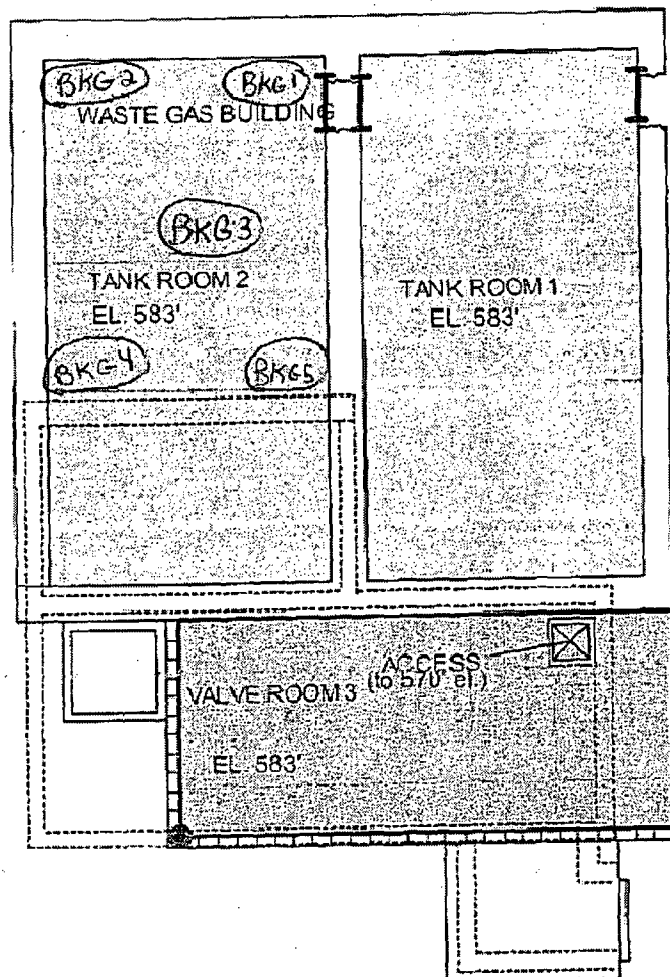 BKG2
BKG1
WASTE GAS BUILDING
BKG3
TANK ROOM 2
EL. 583'
TANK ROOM 1
EL. 583'
BKG4
BKG5
ACCESS
(to 570' el.)
VALVE ROOM 3
EL. 583'